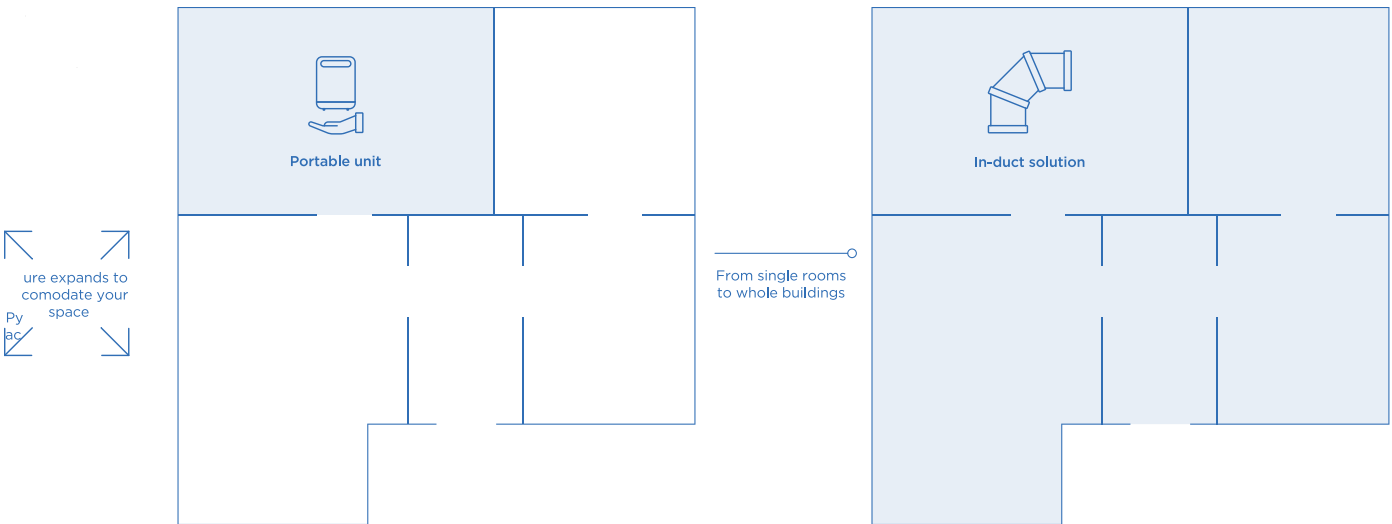 Portable unit
In-duct solution
ure expands to
comodate your
space
Py
ac
From single rooms
to whole buildings